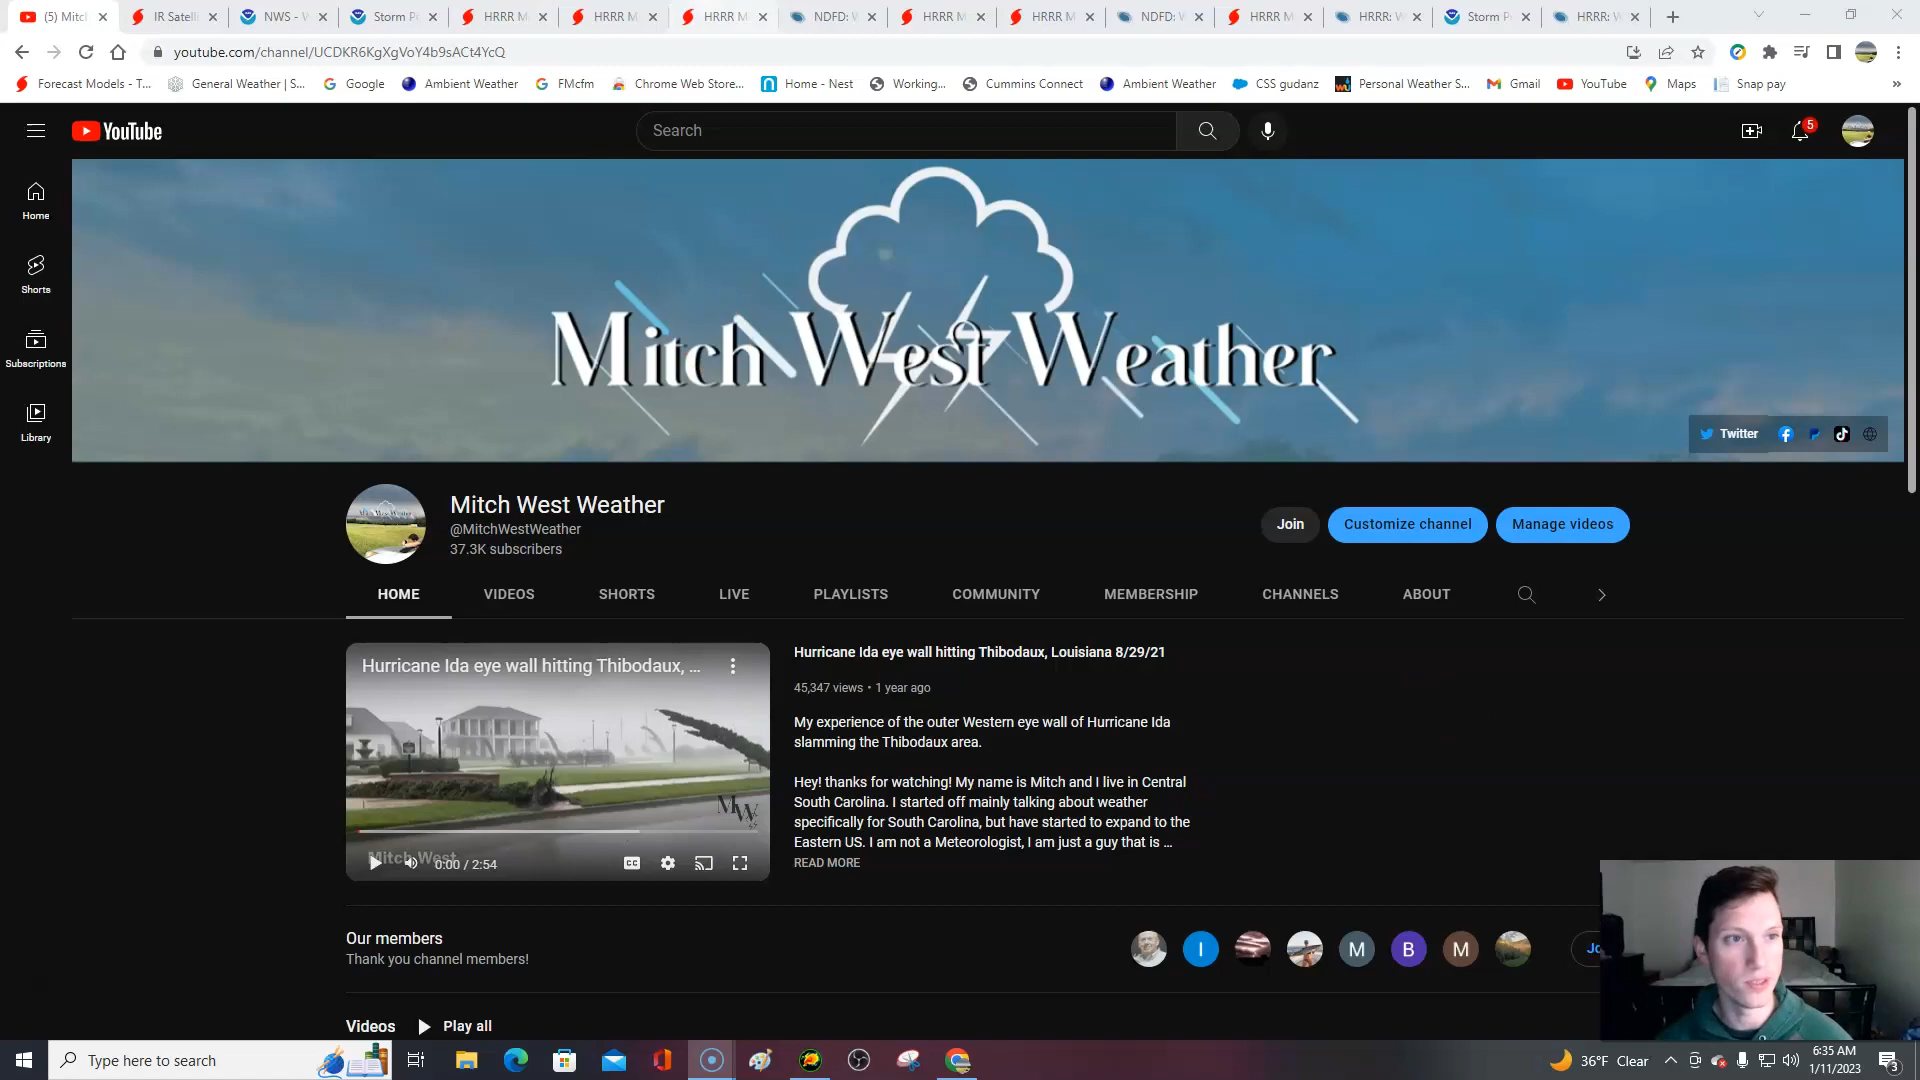 (5) Mitcl
IR Satelli
NWS - W
Storm Pr
HRRR M
HRRR M
HRRR M
NDFD: W
HRRR M
HRRR M
NDFD: W
HRRR M
HRRR: W
Storm Pr
HRRR: W
youtube.com/channel/UCDKR6KgXgVoY4b9sACt4YcQ
Forecast Models - T...
General Weather | S...
Google
Ambient Weather
FMcfm
Chrome Web Store...
Home - Nest
Working...
Cummins Connect
Ambient Weather
CSS gudanz
Personal Weather S...
Gmail
YouTube
Maps
Snap pay
»
YouTube
Search
5
Home
Shorts
Subscriptions
Library
Mitch West Weather
Twitter
Mitch West Weather
@MitchWestWeather
37.3K subscribers
Join
Customize channel
Manage videos
HOME
VIDEOS
SHORTS
LIVE
PLAYLISTS
COMMUNITY
MEMBERSHIP
CHANNELS
ABOUT
Hurricane Ida eye wall hitting Thibodaux, ...
MW
Mitch West
0:00 / 2:54
CC
Hurricane Ida eye wall hitting Thibodaux, Louisiana 8/29/21
45,347 views • 1 year ago
My experience of the outer Western eye wall of Hurricane Ida
slamming the Thibodaux area.
Hey! thanks for watching! My name is Mitch and I live in Central
South Carolina. I started off mainly talking about weather
specifically for South Carolina, but have started to expand to the
Eastern US. I am not a Meteorologist, I am just a guy that is ...
READ MORE
Our members
Thank you channel members!
I
M
B
M
Jo
Videos
Play all
Type here to search
36°F Clear
6:35 AM
1/11/2023
3